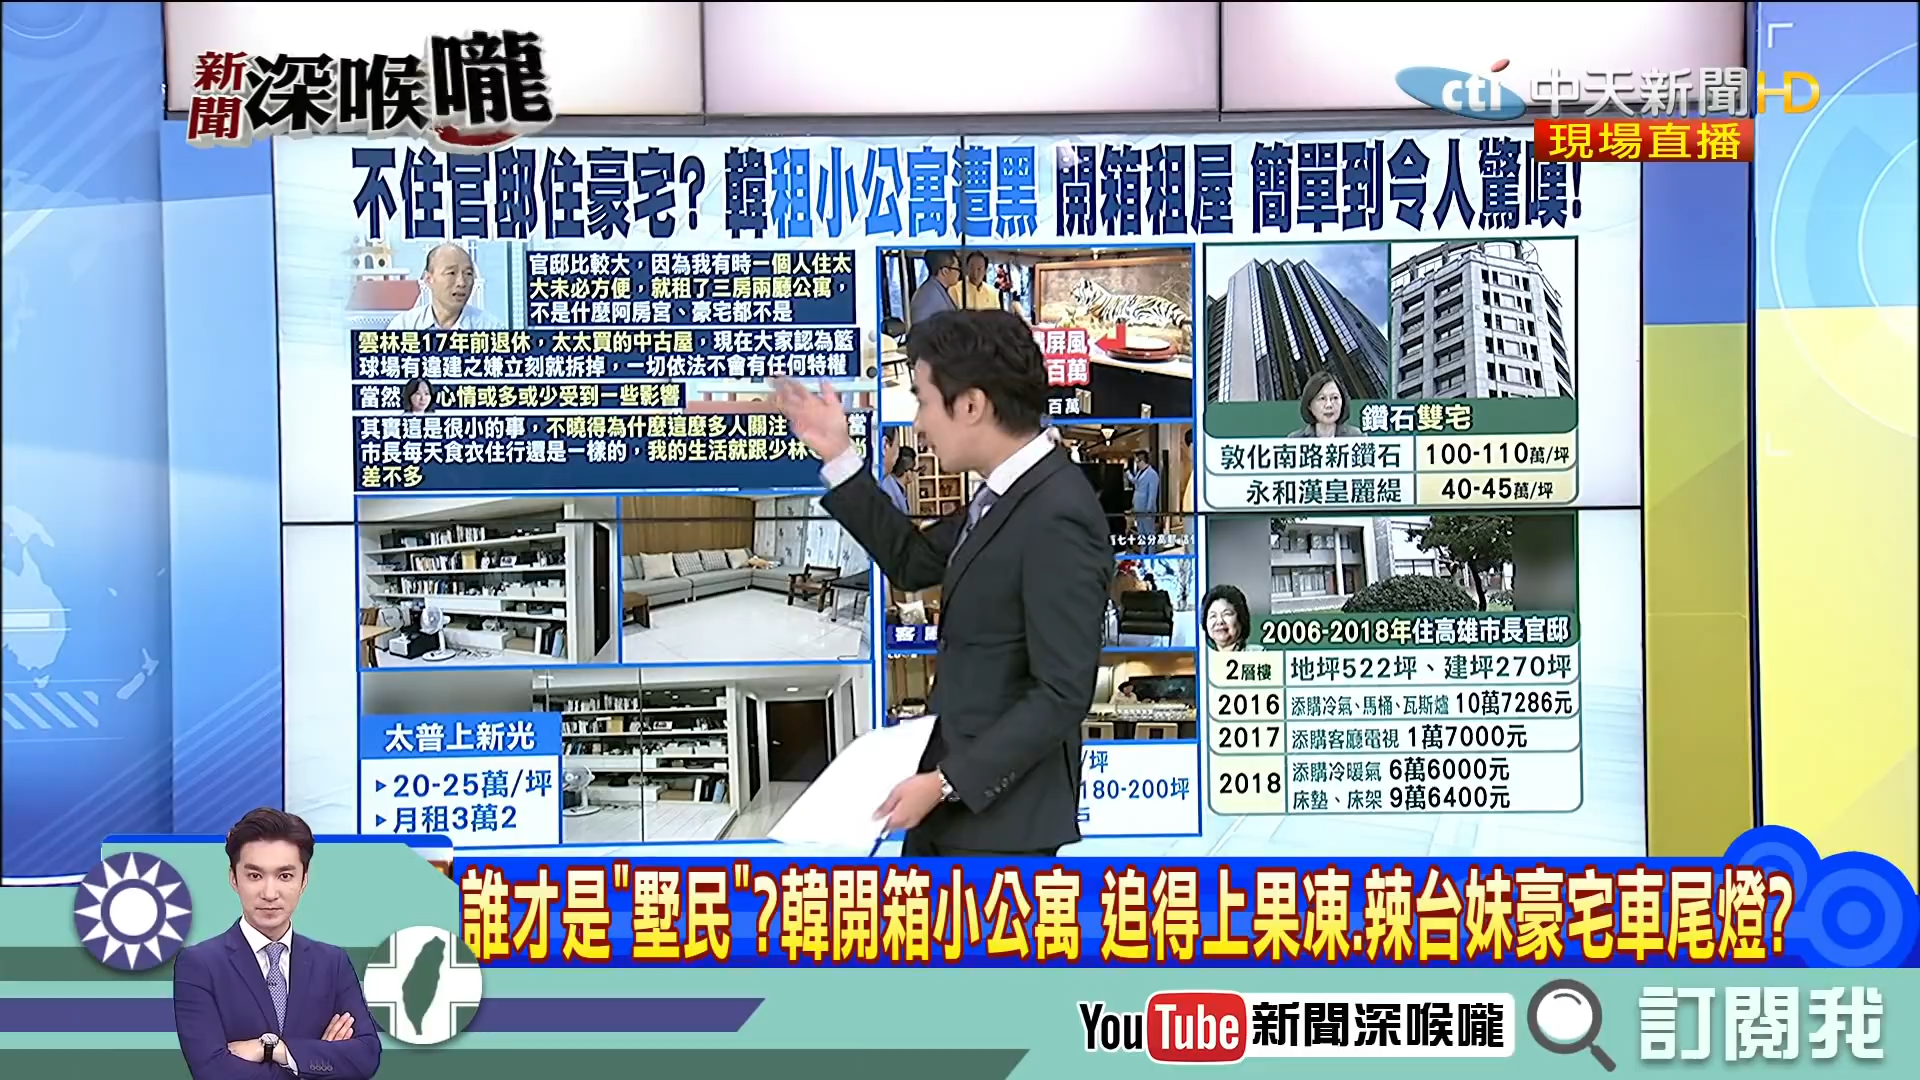 新聞深喉嚨
cti 中天新聞HD
現場直播
不住官邸住豪宅? 韓租小公寓遭黑 開箱租屋 簡單到令人驚嘆!
官邸比較大，因為我有時一個人住太
大未必方便，就租了三房兩廳公寓，
不是什麼阿房宮、豪宅都不是
雲林是17年前退休，太太買的中古屋，現在大家認為籃
球場有違建之嫌立刻就拆掉，一切依法不會有任何特權
當然 心情或多或少受到一些影響
其實這是很小的事，不曉得為什麼這麼多人關注 當
市長每天食衣住行還是一樣的，我的生活就跟少林
差不多
太普上新光
20-25萬/坪
月租3萬2
屏風
百萬
百萬
百七十公分高
客
/坪
180-200坪
鑽石雙宅
敦化南路新鑽石 100-110萬/坪
永和漢皇麗緹 40-45萬/坪
2006-2018年住高雄市長官邸
2層樓 地坪522坪、建坪270坪
2016 添購冷氣、馬桶、瓦斯爐 10萬7286元
2017 添購客廳電視 1萬7000元
2018 添購冷暖氣 6萬6000元
床墊、床架 9萬6400元
誰才是"墅民"?韓開箱小公寓 追得上果凍.辣台妹豪宅車尾燈?
YouTube 新聞深喉嚨 訂閱我